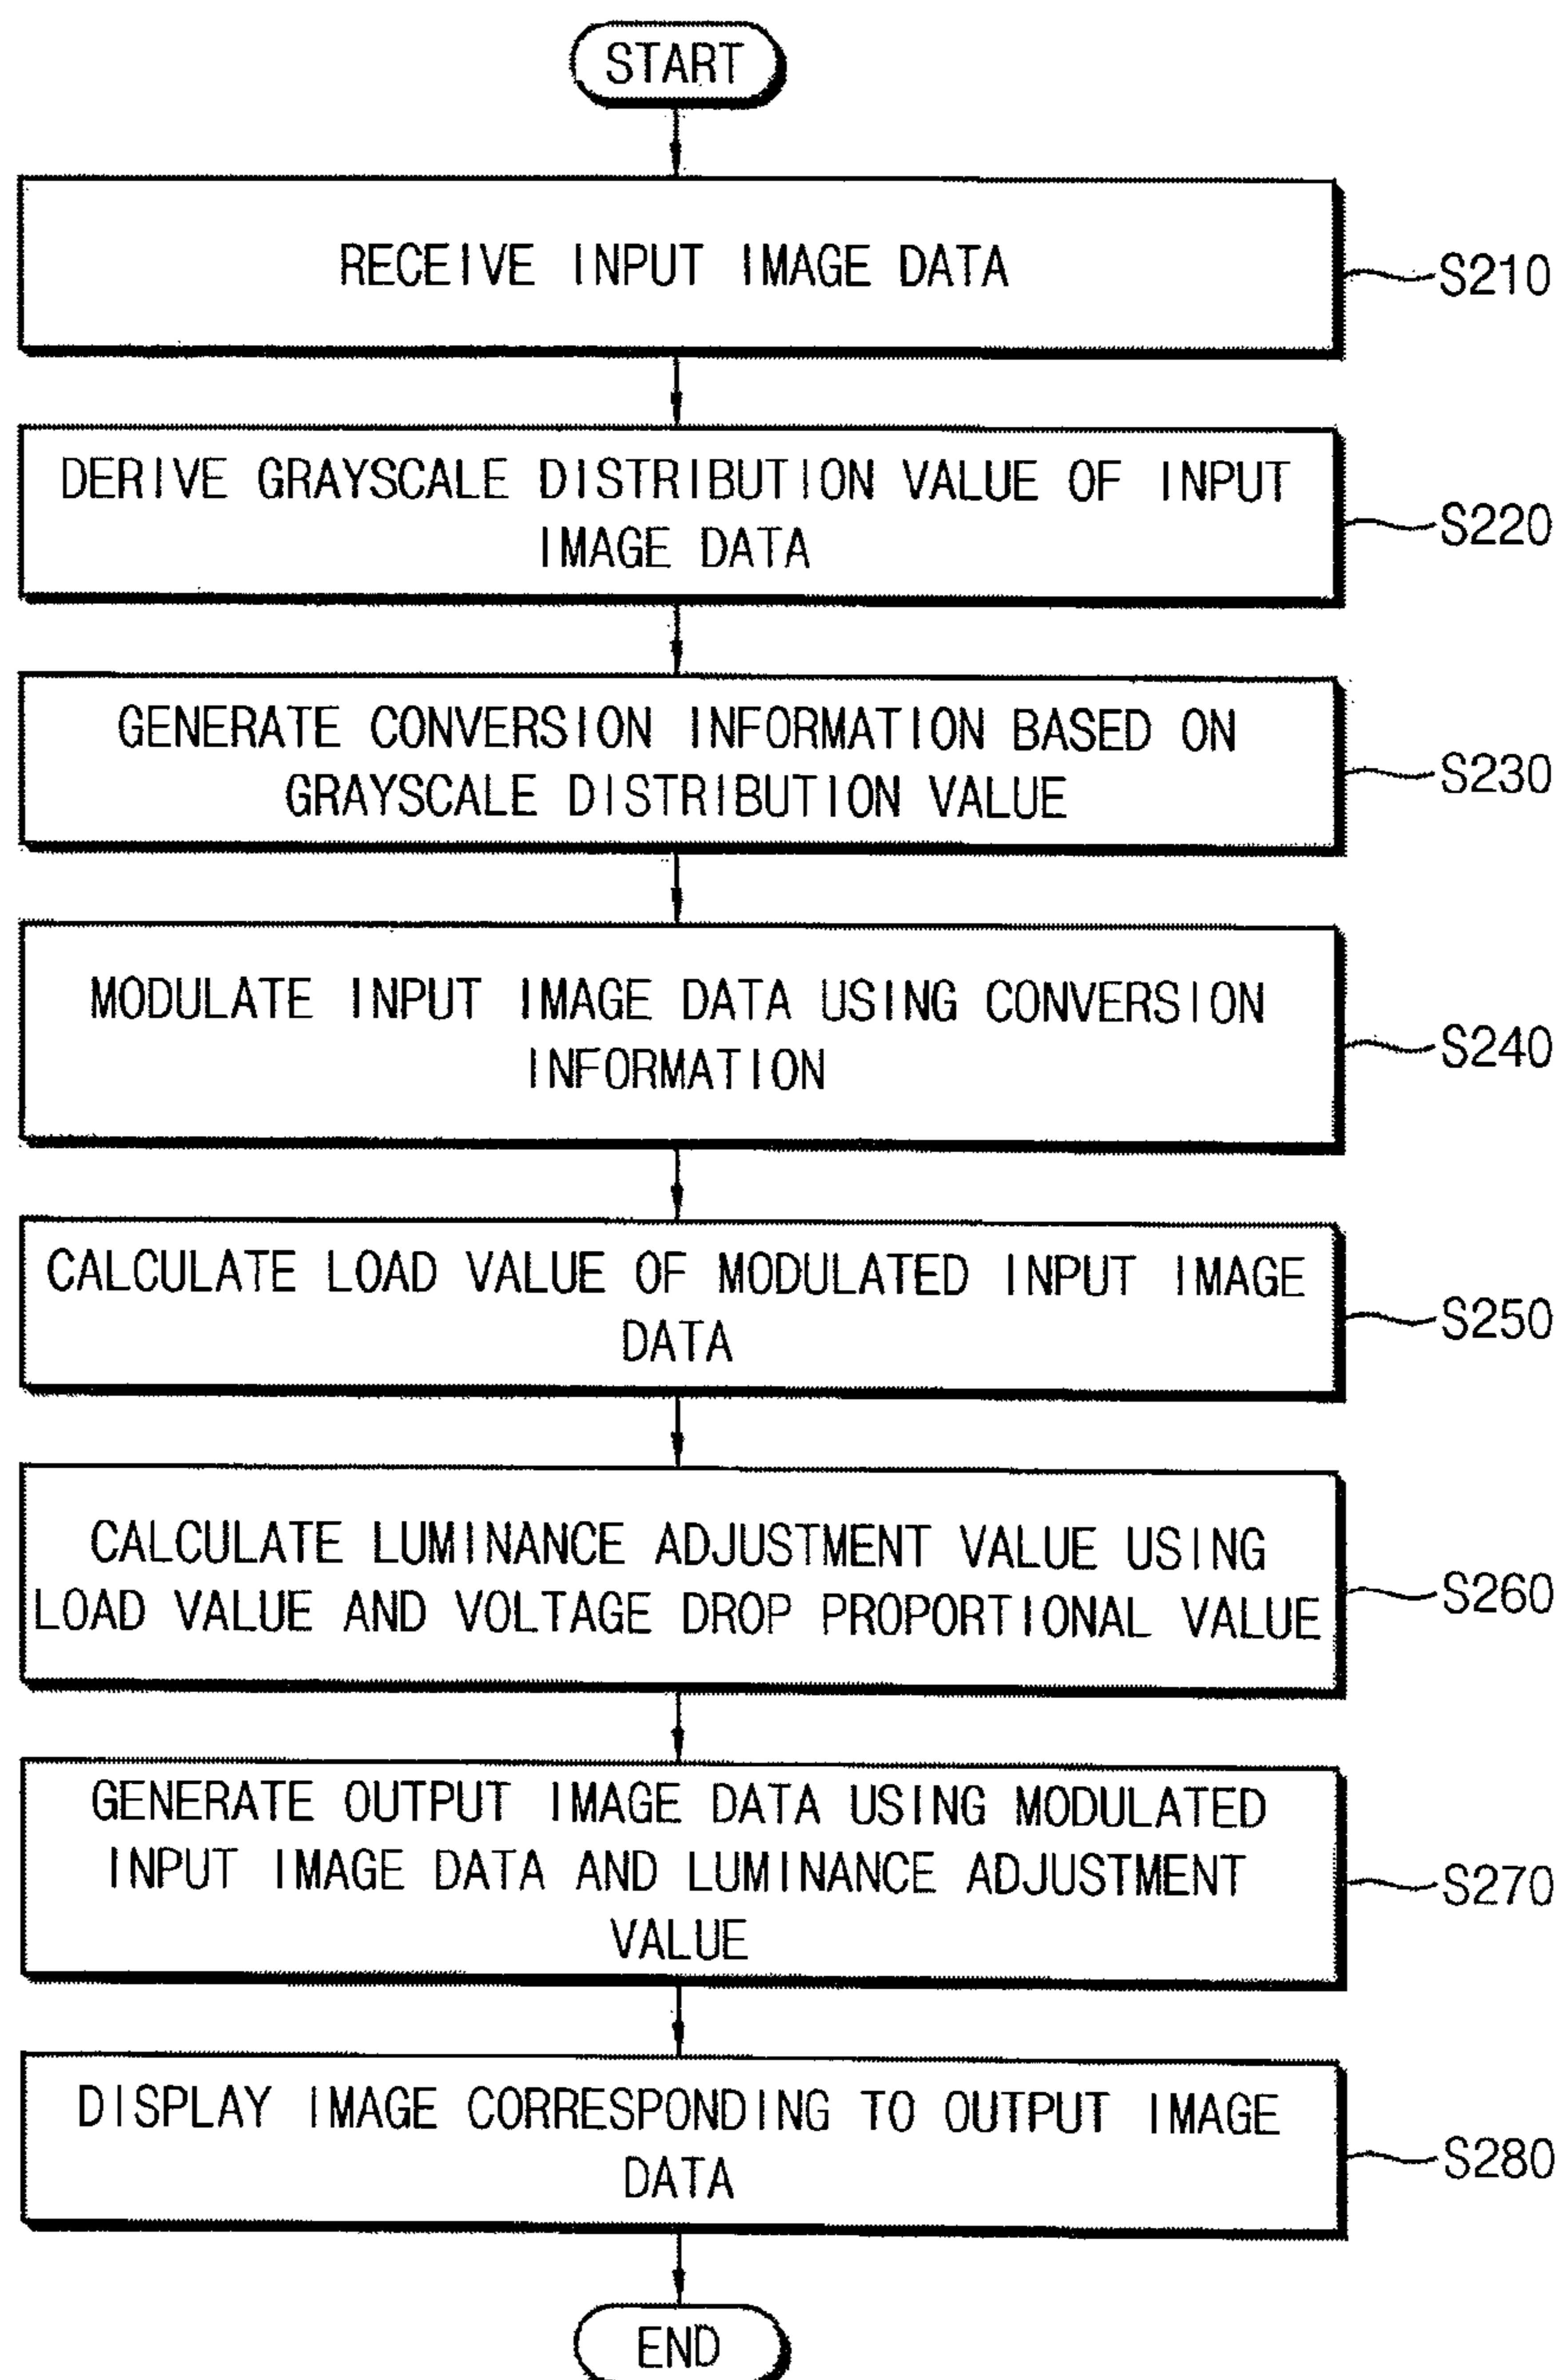 START
RECEIVE INPUT IMAGE DATA
S210
DERIVE GRAYSCALE DISTRIBUTION VALUE OF INPUT
IMAGE DATA
S220
GENERATE CONVERSION INFORMATION BASED ON
GRAYSCALE DISTRIBUTION VALUE
S230
MODULATE INPUT IMAGE DATA USING CONVERSION
INFORMATION
S240
CALCULATE LOAD VALUE OF MODULATED INPUT IMAGE
DATA
S250
CALCULATE LUMINANCE ADJUSTMENT VALUE USING
LOAD VALUE AND VOLTAGE DROP PROPORTIONAL VALUE
S260
GENERATE OUTPUT IMAGE DATA USING MODULATED
INPUT IMAGE DATA AND LUMINANCE ADJUSTMENT
VALUE
S270
DISPLAY IMAGE CORRESPONDING TO OUTPUT IMAGE
DATA
S280
END